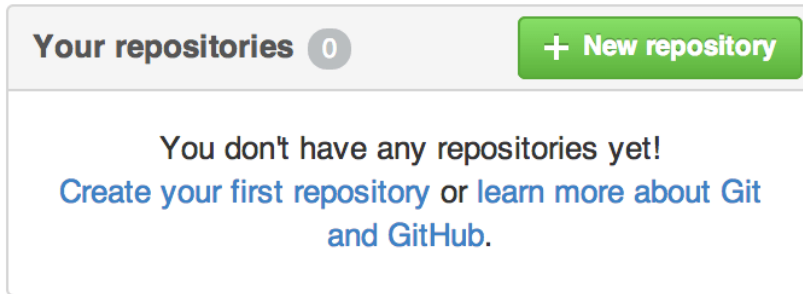 Your repositories 0
+ New repository
You don't have any repositories yet!
Create your first repository or learn more about Git
and GitHub.